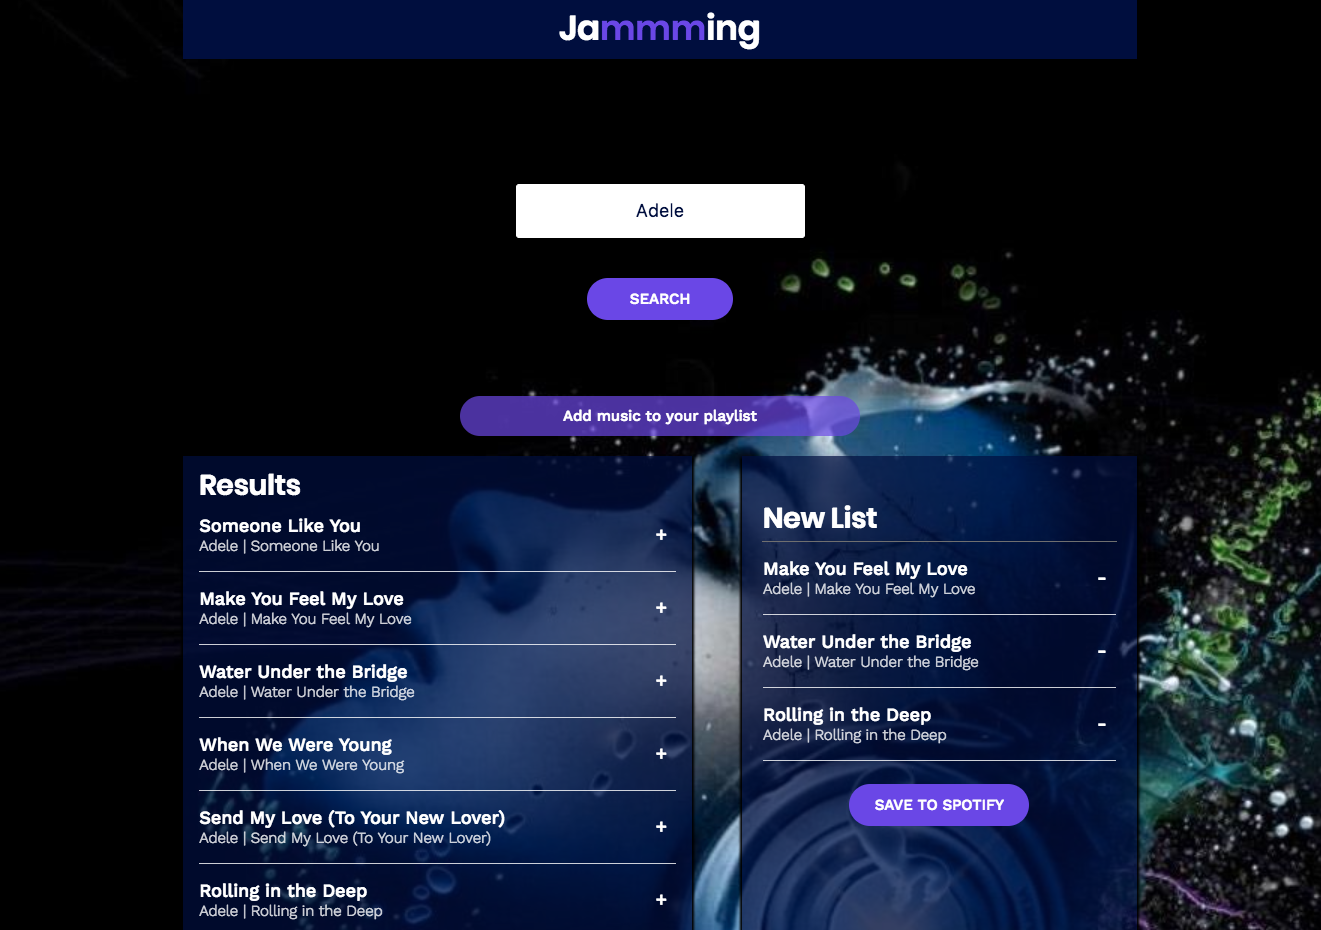 Jammming
Adele
SEARCH
Add music to your playlist
Results
Someone Like You
Adele | Someone Like You
+
Make You Feel My Love
Adele | Make You Feel My Love
+
Water Under the Bridge
Adele | Water Under the Bridge
+
When We Were Young
Adele | When We Were Young
+
Send My Love (To Your New Lover)
Adele | Send My Love (To Your New Lover)
+
Rolling in the Deep
Adele | Rolling in the Deep
+
New List
Make You Feel My Love
Adele | Make You Feel My Love
-
Water Under the Bridge
Adele | Water Under the Bridge
-
Rolling in the Deep
Adele | Rolling in the Deep
-
SAVE TO SPOTIFY